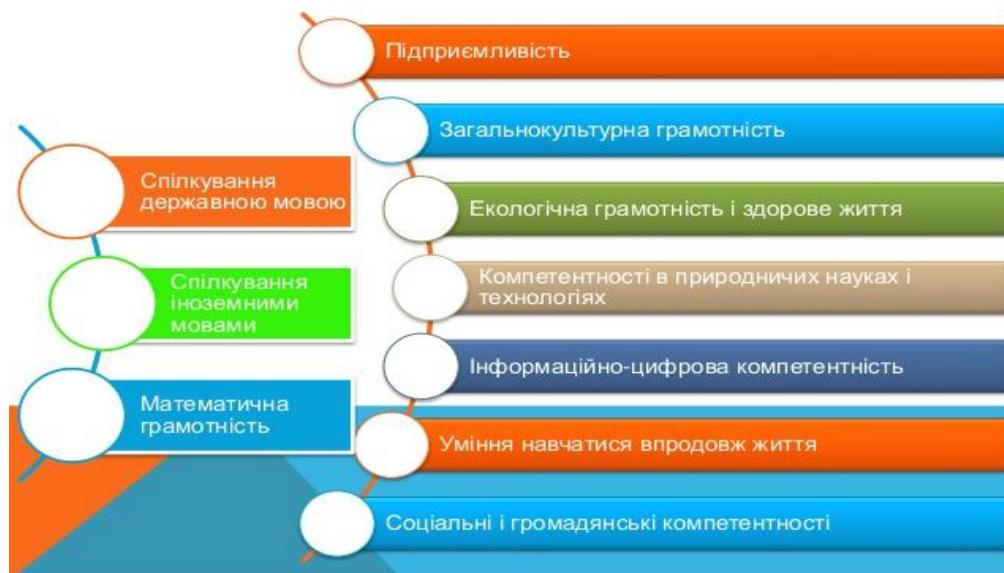 Спілкування
державною мовою
Спілкування
іноземними
мовами
Математична
грамотність
Підприємливість
Загальнокультурна грамотність
Екологічна грамотність і здорове життя
Компетентності в природничих науках і
технологіях
Інформаційно-цифрова компетентність
Уміння навчатися впродовж життя
Соціальні і громадянські компетентності